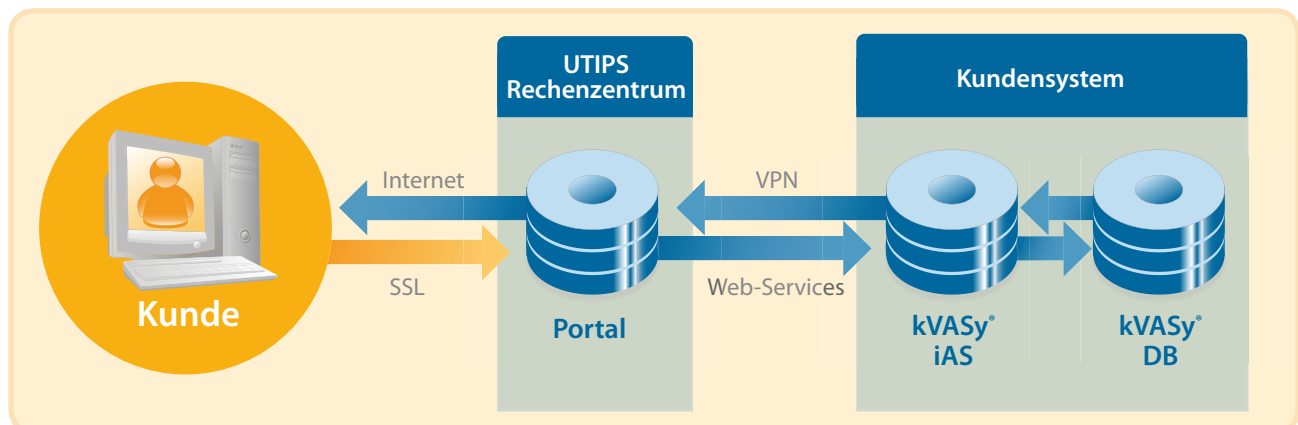 UTIPS
Rechenzentrum
Kundensystem
Internet
VPN
SSL
Web-Services
Kunde
Portal
kVASy®
iAS
kVASy®
DB